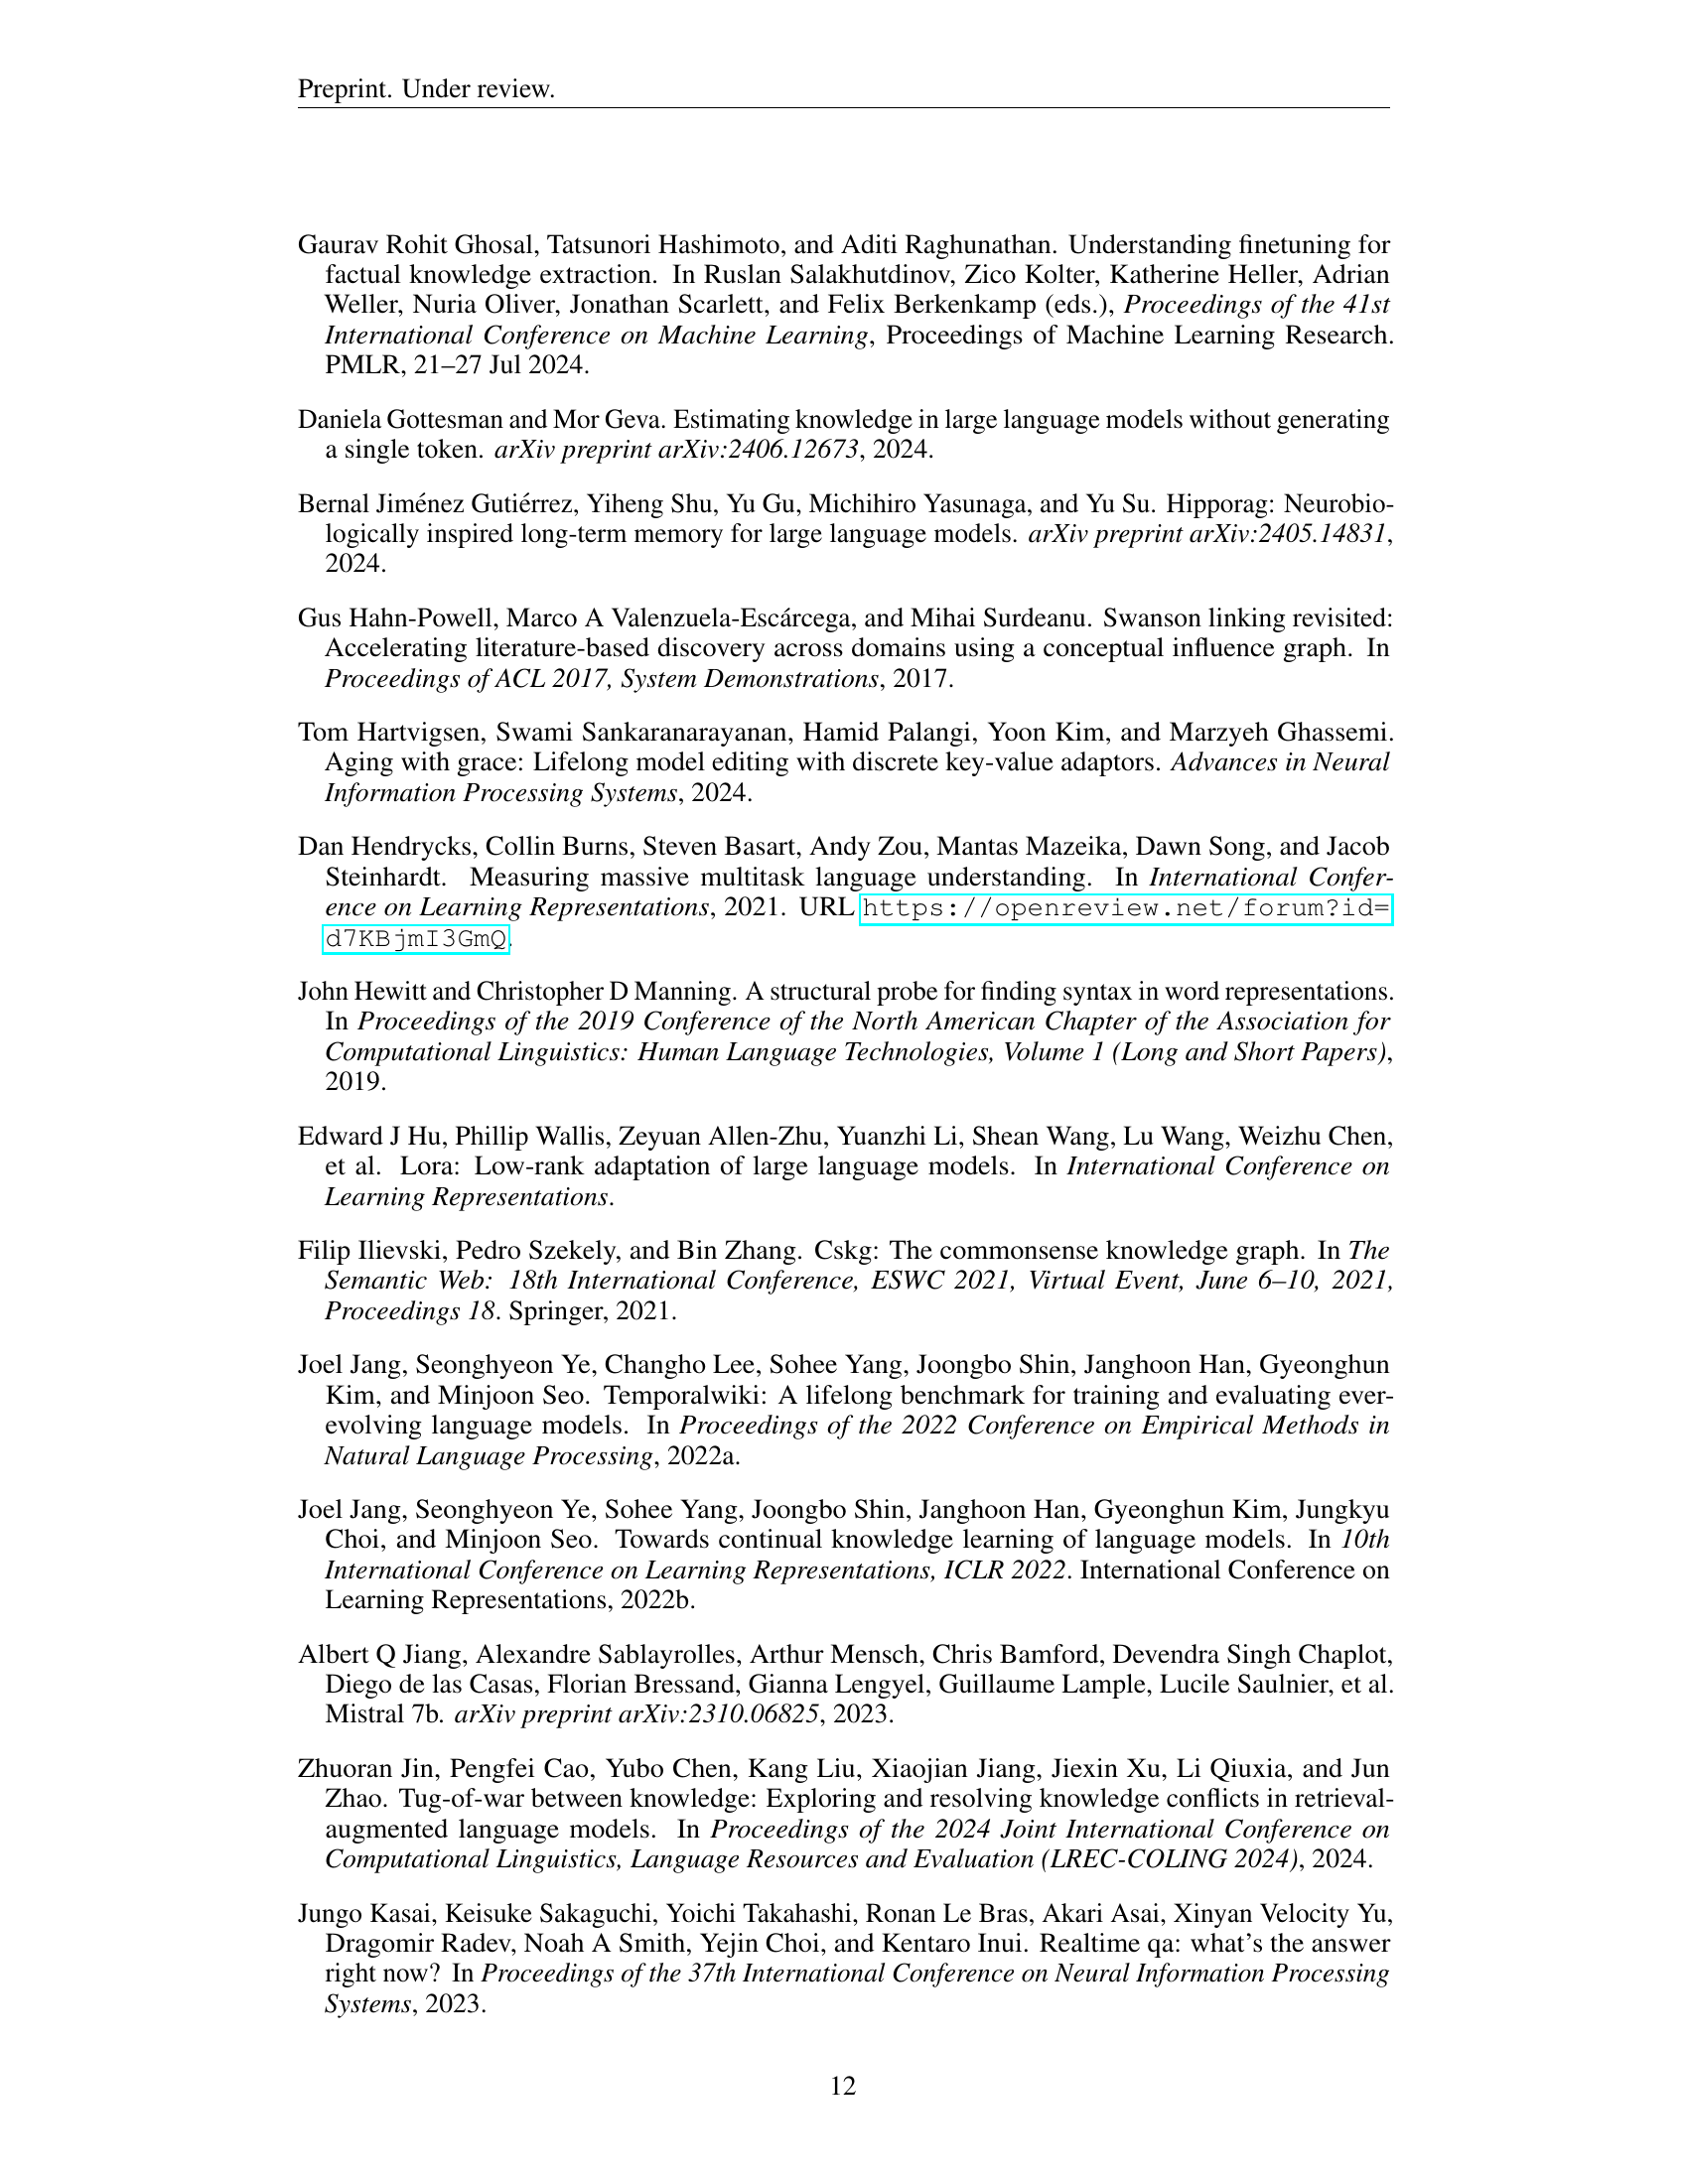 Preprint. Under review.
Gaurav Rohit Ghosal, Tatsunori Hashimoto, and Aditi Raghunathan. Understanding finetuning for
factual knowledge extraction. In Ruslan Salakhutdinov, Zico Kolter, Katherine Heller, Adrian
Weller, Nuria Oliver, Jonathan Scarlett, and Felix Berkenkamp (eds.), Proceedings of the 41st
International Conference on Machine Learning, Proceedings of Machine Learning Research.
PMLR, 21–27 Jul 2024.
Daniela Gottesman and Mor Geva. Estimating knowledge in large language models without generating
a single token. arXiv preprint arXiv:2406.12673, 2024.
Bernal Jiménez Gutiérrez, Yiheng Shu, Yu Gu, Michihiro Yasunaga, and Yu Su. Hipporag: Neurobio-
logically inspired long-term memory for large language models. arXiv preprint arXiv:2405.14831,
2024.
Gus Hahn-Powell, Marco A Valenzuela-Escárcega, and Mihai Surdeanu. Swanson linking revisited:
Accelerating literature-based discovery across domains using a conceptual influence graph. In
Proceedings of ACL 2017, System Demonstrations, 2017.
Tom Hartvigsen, Swami Sankaranarayanan, Hamid Palangi, Yoon Kim, and Marzyeh Ghassemi.
Aging with grace: Lifelong model editing with discrete key-value adaptors. Advances in Neural
Information Processing Systems, 2024.
Dan Hendrycks, Collin Burns, Steven Basart, Andy Zou, Mantas Mazeika, Dawn Song, and Jacob
Steinhardt. Measuring massive multitask language understanding. In International Confer-
ence on Learning Representations, 2021. URL https://openreview.net/forum?id=
d7KBjmI3GmQ.
John Hewitt and Christopher D Manning. A structural probe for finding syntax in word representations.
In Proceedings of the 2019 Conference of the North American Chapter of the Association for
Computational Linguistics: Human Language Technologies, Volume 1 (Long and Short Papers),
2019.
Edward J Hu, Phillip Wallis, Zeyuan Allen-Zhu, Yuanzhi Li, Shean Wang, Lu Wang, Weizhu Chen,
et al. Lora: Low-rank adaptation of large language models. In International Conference on
Learning Representations.
Filip Ilievski, Pedro Szekely, and Bin Zhang. Cskg: The commonsense knowledge graph. In The
Semantic Web: 18th International Conference, ESWC 2021, Virtual Event, June 6–10, 2021,
Proceedings 18. Springer, 2021.
Joel Jang, Seonghyeon Ye, Changho Lee, Sohee Yang, Joongbo Shin, Janghoon Han, Gyeonghun
Kim, and Minjoon Seo. Temporalwiki: A lifelong benchmark for training and evaluating ever-
evolving language models. In Proceedings of the 2022 Conference on Empirical Methods in
Natural Language Processing, 2022a.
Joel Jang, Seonghyeon Ye, Sohee Yang, Joongbo Shin, Janghoon Han, Gyeonghun Kim, Jungkyu
Choi, and Minjoon Seo. Towards continual knowledge learning of language models. In 10th
International Conference on Learning Representations, ICLR 2022. International Conference on
Learning Representations, 2022b.
Albert Q Jiang, Alexandre Sablayrolles, Arthur Mensch, Chris Bamford, Devendra Singh Chaplot,
Diego de las Casas, Florian Bressand, Gianna Lengyel, Guillaume Lample, Lucile Saulnier, et al.
Mistral 7b. arXiv preprint arXiv:2310.06825, 2023.
Zhuoran Jin, Pengfei Cao, Yubo Chen, Kang Liu, Xiaojian Jiang, Jiexin Xu, Li Qiuxia, and Jun
Zhao. Tug-of-war between knowledge: Exploring and resolving knowledge conflicts in retrieval-
augmented language models. In Proceedings of the 2024 Joint International Conference on
Computational Linguistics, Language Resources and Evaluation (LREC-COLING 2024), 2024.
Jungo Kasai, Keisuke Sakaguchi, Yoichi Takahashi, Ronan Le Bras, Akari Asai, Xinyan Velocity Yu,
Dragomir Radev, Noah A Smith, Yejin Choi, and Kentaro Inui. Realtime qa: what's the answer
right now? In Proceedings of the 37th International Conference on Neural Information Processing
Systems, 2023.
12